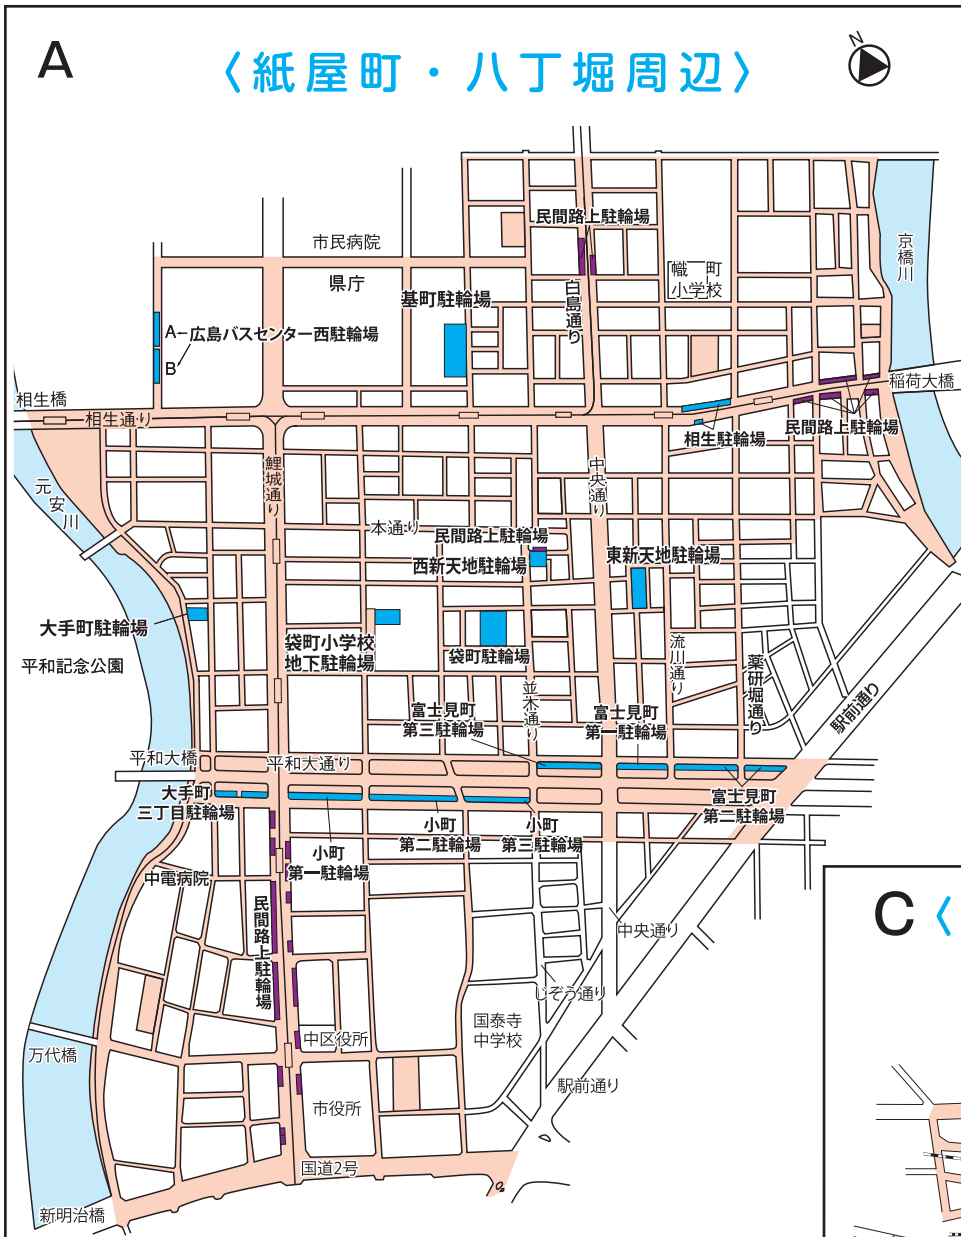 A
〈紙屋町・八丁堀周辺〉
N
民間路上駐輪場
市民病院
京橋川
県庁
幟町
小学校
基町駐輪場
白島通り
A
広島バスセンター西駐輪場
B
相生橋
稲荷大橋
相生通り
相生駐輪場
民間路上駐輪場
鯉城通り
中央通り
元安川
本通り
民間路上駐輪場
西新天地駐輪場
東新天地駐輪場
大手町駐輪場
袋町小学校
地下駐輪場
袋町駐輪場
平和記念公園
流川通り
薬研堀通り
並木通り
駅前通り
富士見町
第三駐輪場
富士見町
第一駐輪場
平和大橋
平和大通り
大手町
三丁目駐輪場
富士見町
第二駐輪場
小町
第一駐輪場
小町
第二駐輪場
小町
第三駐輪場
中電病院
民間路上駐輪場
C〈
中央通り
じぞう通り
国泰寺
中学校
中区役所
万代橋
駅前通り
市役所
国道2号
新明治橋